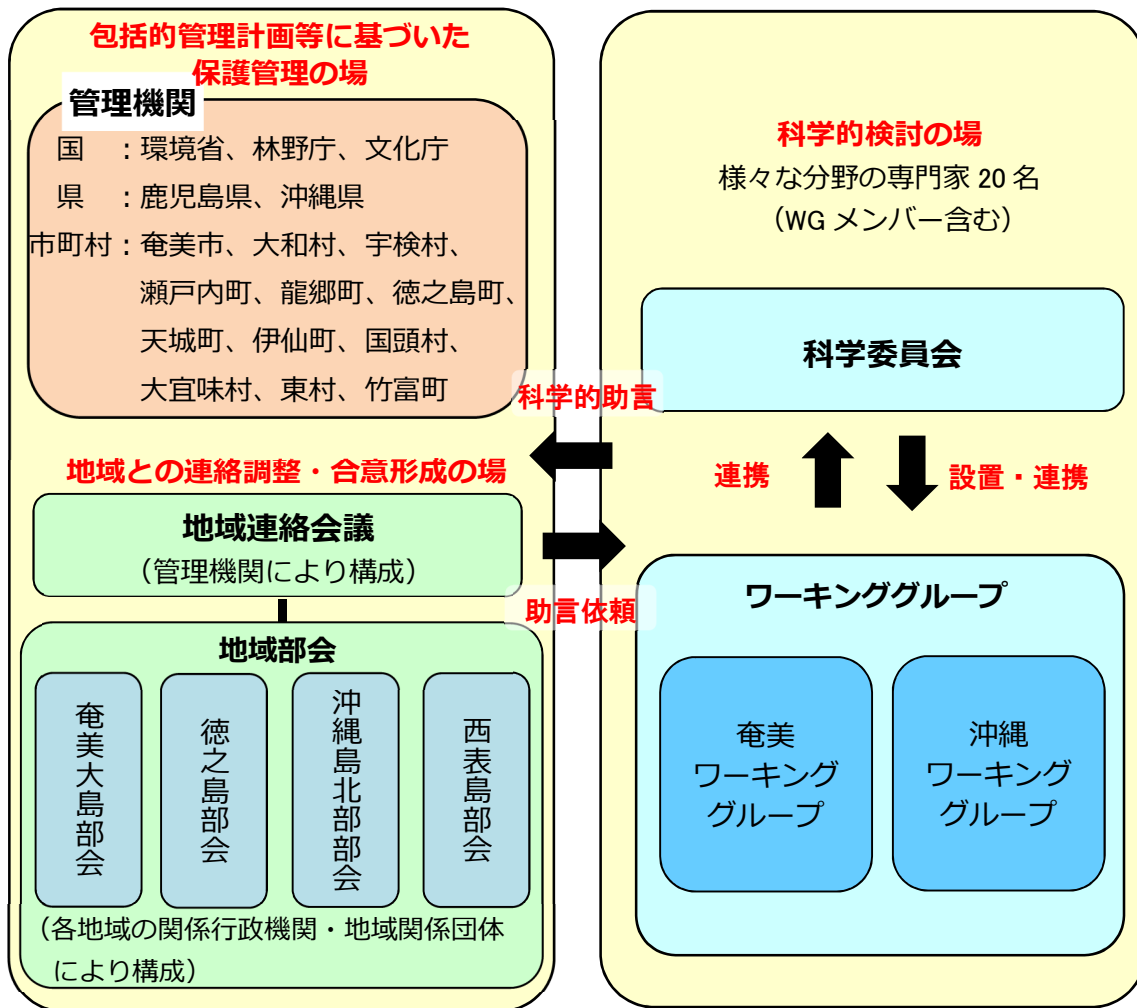 包括的管理計画等に基づいた
保護管理の場
管理機関
国　：環境省、林野庁、文化庁
県　：鹿児島県、沖縄県
市町村：奄美市、大和村、宇検村、
瀬戸内町、龍郷町、徳之島町、
天城町、伊仙町、国頭村、
大宜味村、東村、竹富町
地域との連絡調整・合意形成の場
地域連絡会議
（管理機関により構成）
地域部会
奄美大島部会
徳之島部会
沖縄島北部部会
西表島部会
（各地域の関係行政機関・地域関係団体
により構成）
科学的助言
助言依頼
科学的検討の場
様々な分野の専門家 20 名
（WG メンバー含む）
科学委員会
連携
設置・連携
ワーキンググループ
奄美
ワーキング
グループ
沖縄
ワーキング
グループ